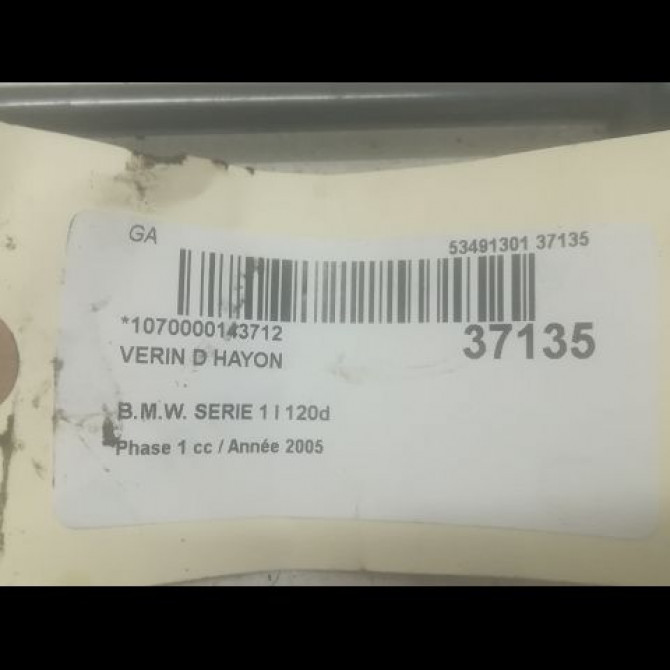 GA
53491301 37135
*1070000143712
37135
VERIN D HAYON
B.M.W. SERIE 1 I 120d
Phase 1 cc / Année 2005